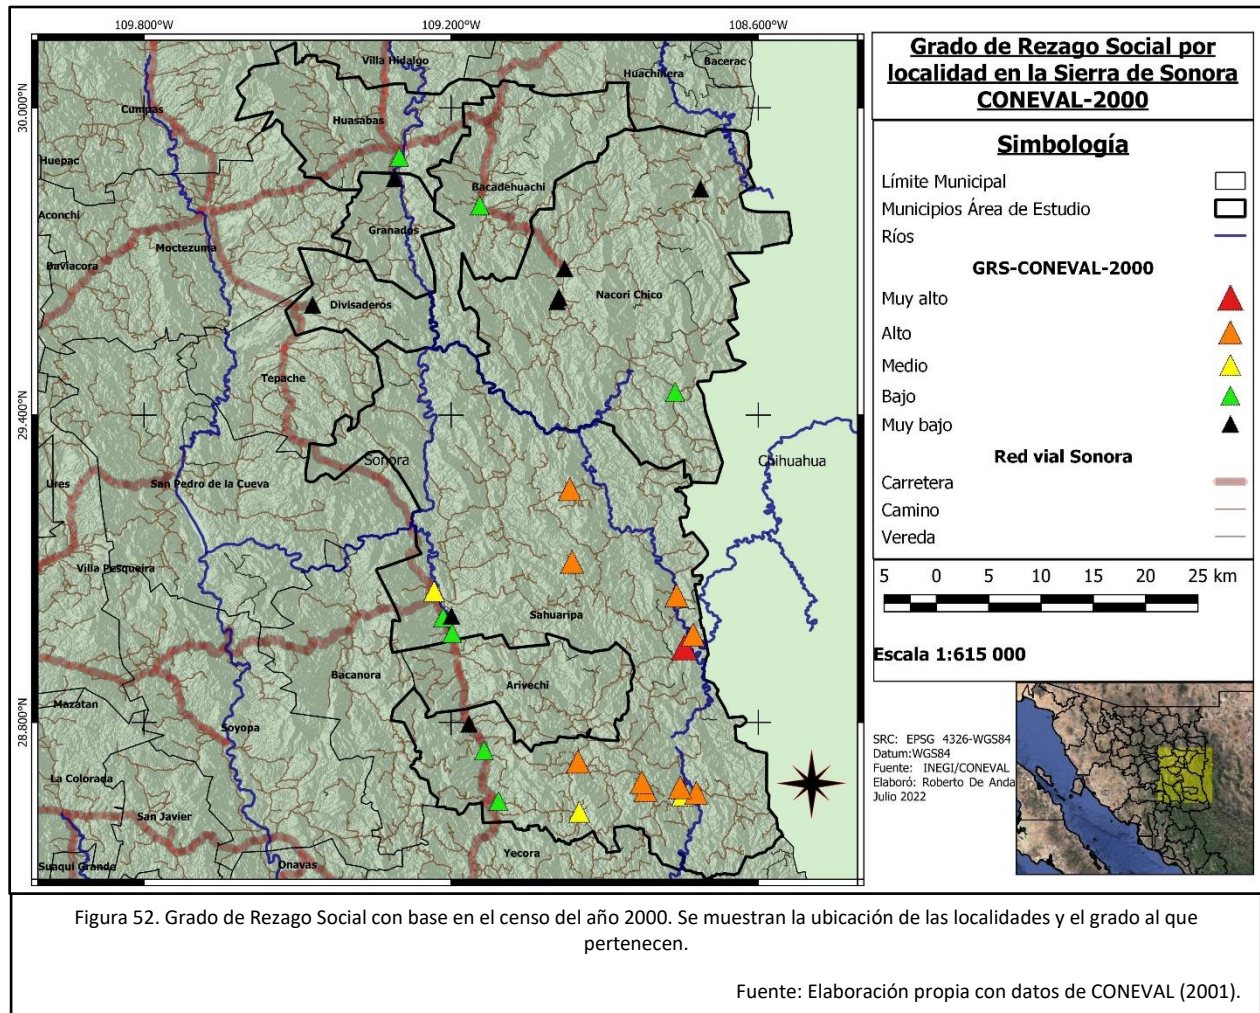 109.800°W
109.200°W
108.600°W
30.000°N
29.400°N
28.800°N
Villa Hidalgo
Bacerac
Huachinera
Cumpas
Huasabas
Huepac
Bacadehuachi
Aconchi
Granados
Moctezuma
Baviacora
Nacori Chico
Divisaderos
Tepache
Sonora
Chihuahua
Ures
San Pedro de la Cueva
Villa Pesqueira
Sahuaripa
Bacanora
Arivechi
Mazatan
Soyopa
La Colorada
San Javier
Yecora
Suaqui Grande
Onavas
Grado de Rezago Social por
localidad en la Sierra de Sonora
CONEVAL-2000
Simbología
Límite Municipal
Municipios Área de Estudio
Ríos
GRS-CONEVAL-2000
Muy alto
Alto
Medio
Bajo
Muy bajo
Red vial Sonora
Carretera
Camino
Vereda
5 0 5 10 15 20 25 km
Escala 1:615 000
SRC: EPSG 4326-WGS84
Datum:WGS84
Fuente: INEGI/CONEVAL
Elaboró: Roberto De Anda
Julio 2022
Figura 52. Grado de Rezago Social con base en el censo del año 2000. Se muestran la ubicación de las localidades y el grado al que
pertenecen.
Fuente: Elaboración propia con datos de CONEVAL (2001).